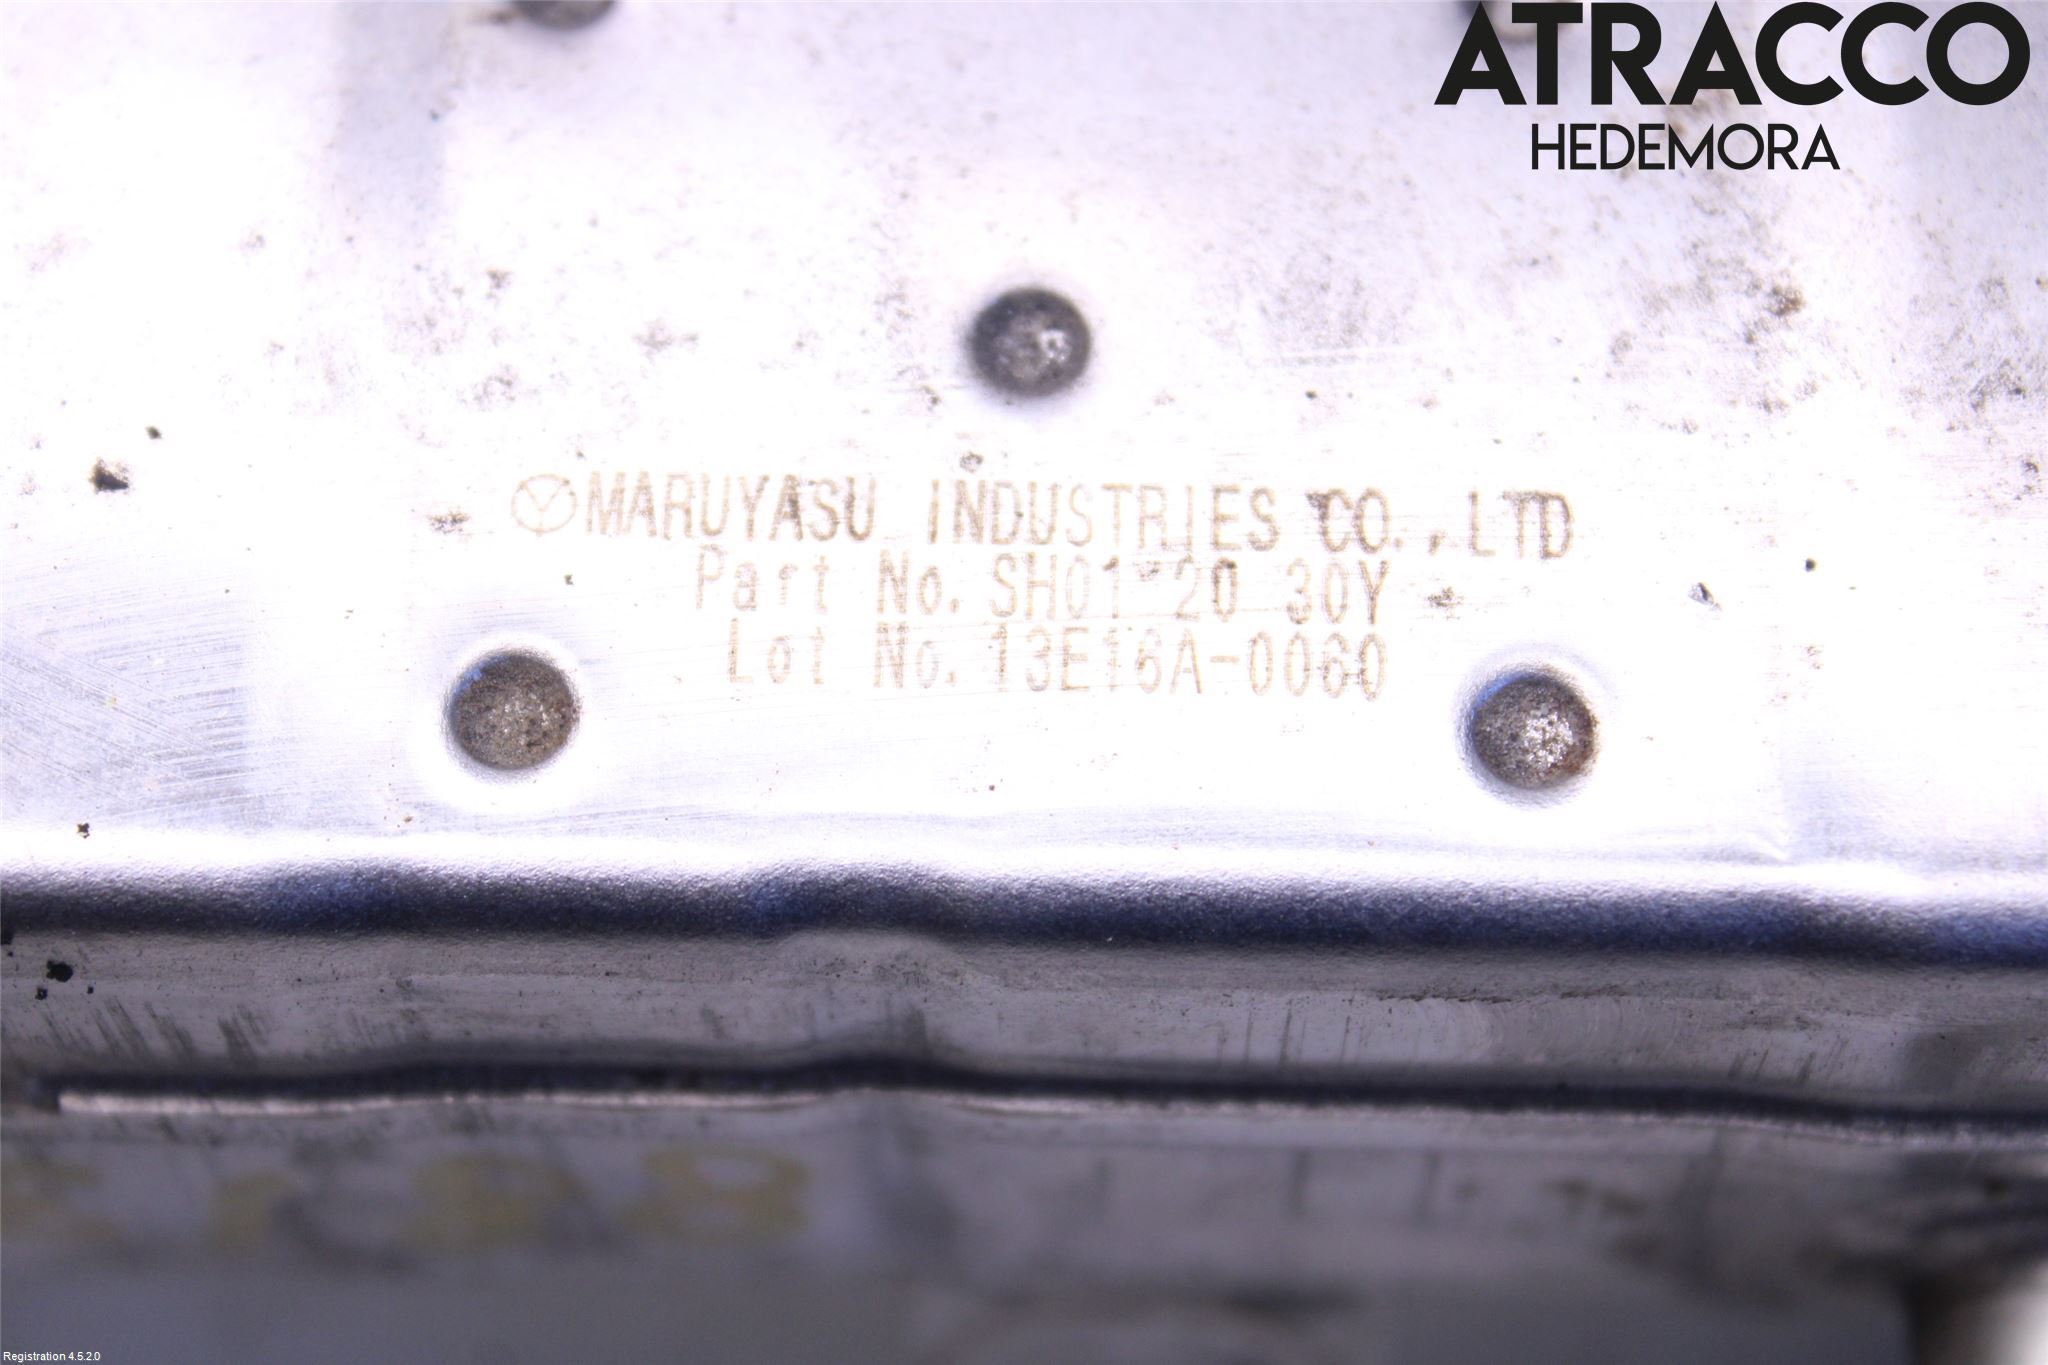 ATRACCO
HEDEMORA
MARUYASU INDUSTRIES CO.,LTD
Part No. SH01 20 30Y
Lot No. 13E16A-0060
Registration 4.5.2.0